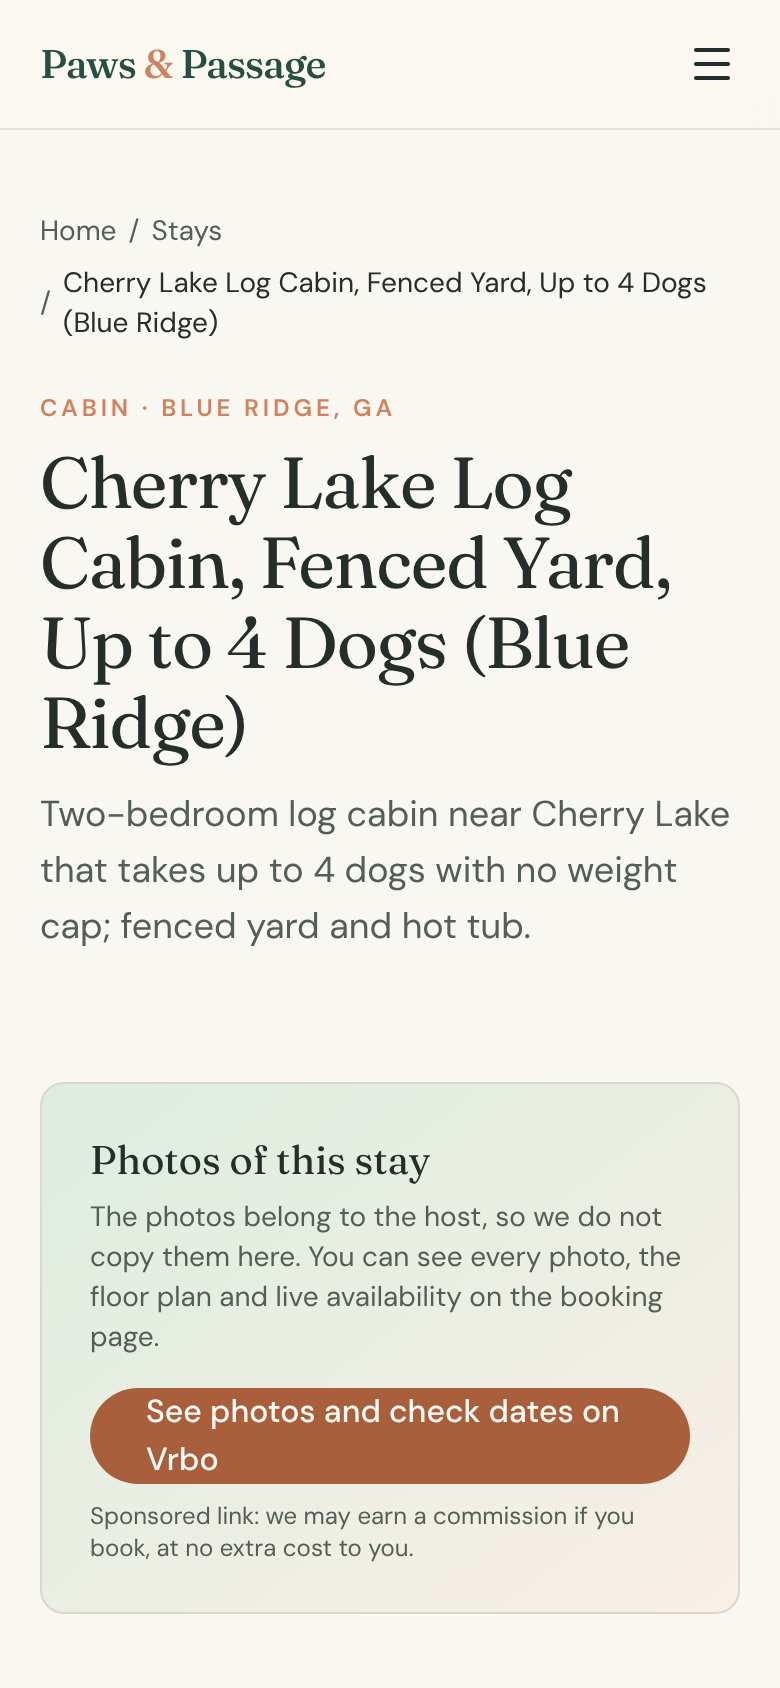 Paws & Passage
Home / Stays
/ Cherry Lake Log Cabin, Fenced Yard, Up to 4 Dogs
(Blue Ridge)
CABIN · BLUE RIDGE, GA
Cherry Lake Log
Cabin, Fenced Yard,
Up to 4 Dogs (Blue
Ridge)
Two-bedroom log cabin near Cherry Lake
that takes up to 4 dogs with no weight
cap; fenced yard and hot tub.
Photos of this stay
The photos belong to the host, so we do not
copy them here. You can see every photo, the
floor plan and live availability on the booking
page.
See photos and check dates on
Vrbo
Sponsored link: we may earn a commission if you
book, at no extra cost to you.